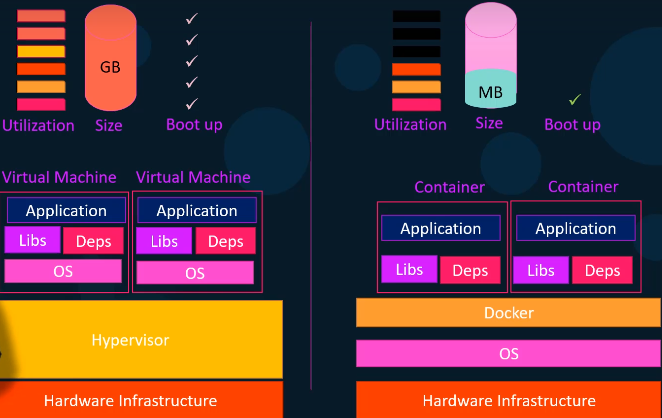 GB
Utilization
Size
Boot up
Virtual Machine
Virtual Machine
Application
Application
Libs
Deps
Libs
Deps
OS
OS
Hypervisor
Hardware Infrastructure
MB
Utilization
Size
Boot up
Container
Container
Application
Application
Libs
Deps
Libs
Deps
Docker
OS
Hardware Infrastructure